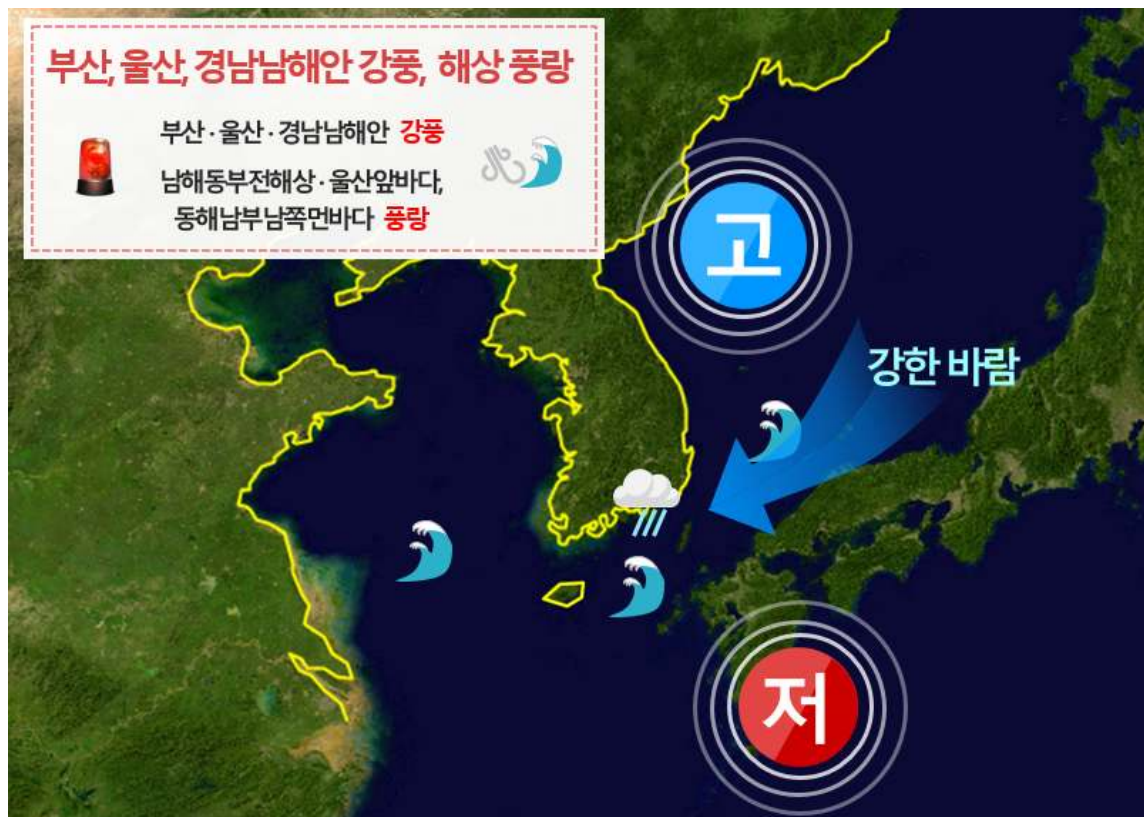 부산, 울산, 경남남해안 강풍, 해상 풍랑
부산·울산·경남남해안 강풍
남해동부전해상·울산앞바다,
동해남부남쪽먼바다 풍랑
고
강한 바람
저